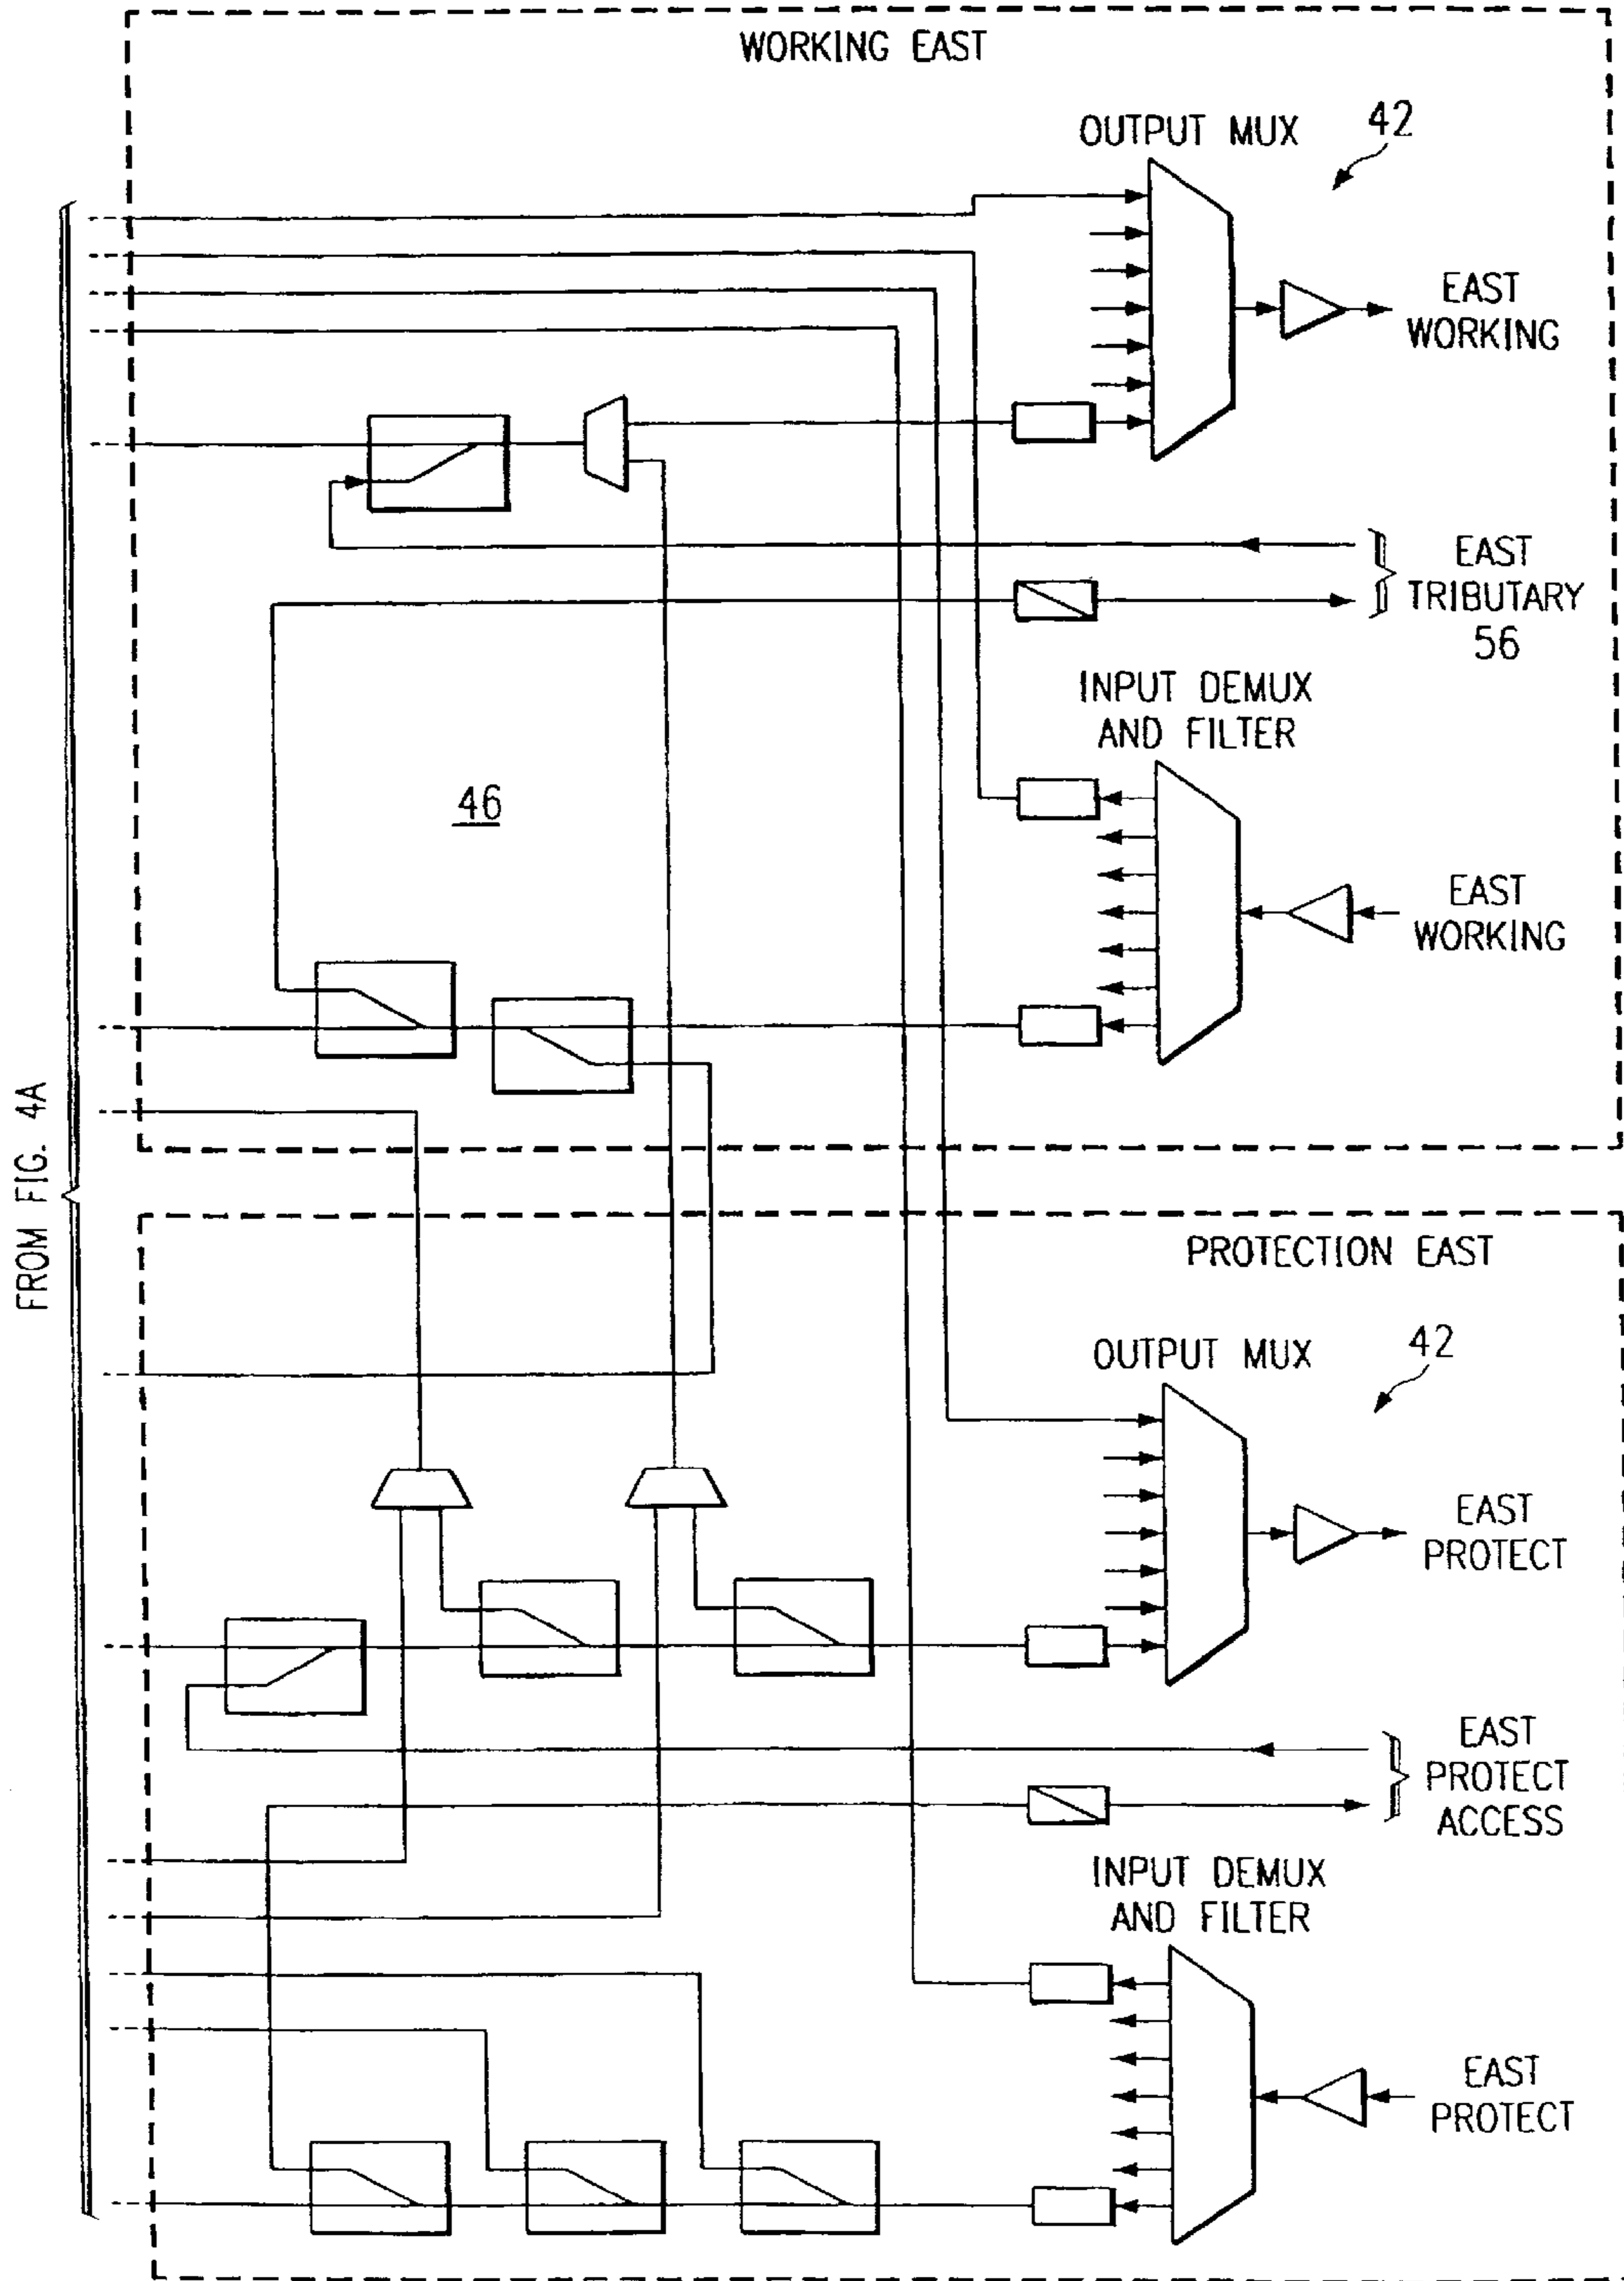 WORKING EAST
OUTPUT MUX
42
EAST
WORKING
EAST
TRIBUTARY
56
INPUT DEMUX
AND FILTER
46
EAST
WORKING
FROM FIG. 4A
PROTECTION EAST
OUTPUT MUX
42
EAST
PROTECT
EAST
PROTECT
ACCESS
INPUT DEMUX
AND FILTER
EAST
PROTECT